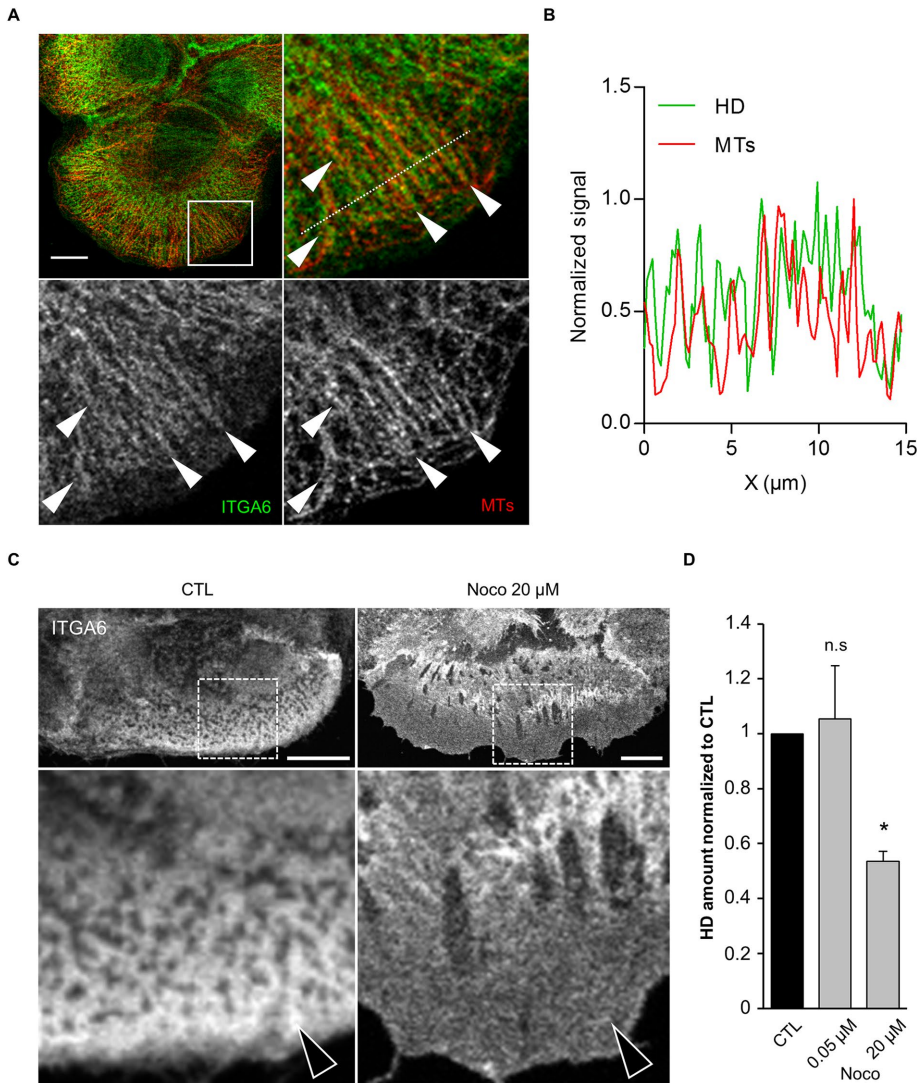 A
B
1.5
HD
MTs
1.0
0.5
0.0
Normalized signal
0 5 10 15
X (µm)
ITGA6
MTs
C
D
CTL
Noco 20 µM
ITGA6
1.4
1.2
1
0.8
0.6
0.4
0.2
0
HD amount normalized to CTL
n.s
*
CTL
0.05 µM
20 µM
Noco